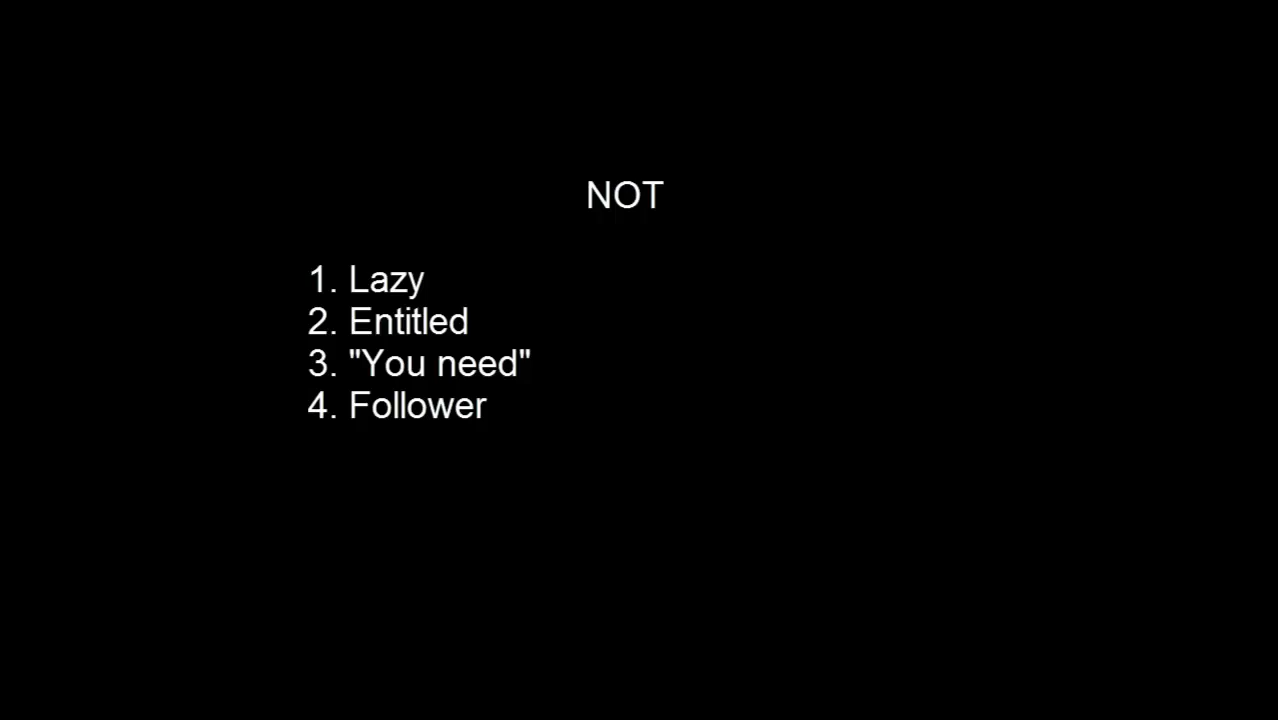 NOT
1. Lazy
2. Entitled
3. "You need"
4. Follower